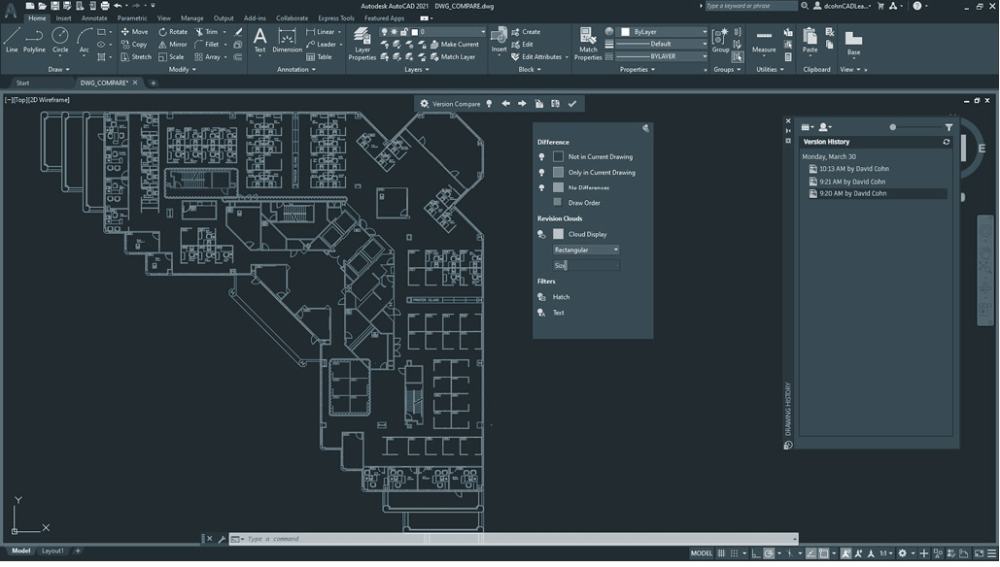 Autodesk AutoCAD 2021 DWG_COMPARE.dwg
Type a keyword or phrase
dcohnCADLea...
Home Insert Annotate Parametric View Manage Output Add-ins Collaborate Express Tools Featured Apps
Line Polyline Circle Arc
Move Rotate Trim
Copy Mirror Fillet
Stretch Scale Array
Text Dimension
Linear
Leader
Table
Layer Properties
0
Make Current
Match Layer
Insert
Create
Edit
Edit Attributes
Match Properties
ByLayer
Default
BYLAYER
Group
Measure
Paste
Base
Draw Modify Annotation Layers Block Properties Groups Utilities Clipboard View
Start DWG_COMPARE*
[−][Top][2D Wireframe]
Version Compare
Difference
Not in Current Drawing
Only in Current Drawing
No Differences
Draw Order
Revision Clouds
Cloud Display
Rectangular
Size
Filters
Hatch
Text
Version History
Monday, March 30
10:13 AM by David Cohn
9:21 AM by David Cohn
9:20 AM by David Cohn
DRAWING HISTORY
E
PRINTER ISLAND
Y
X
Type a command
Model Layout1
MODEL
1:1